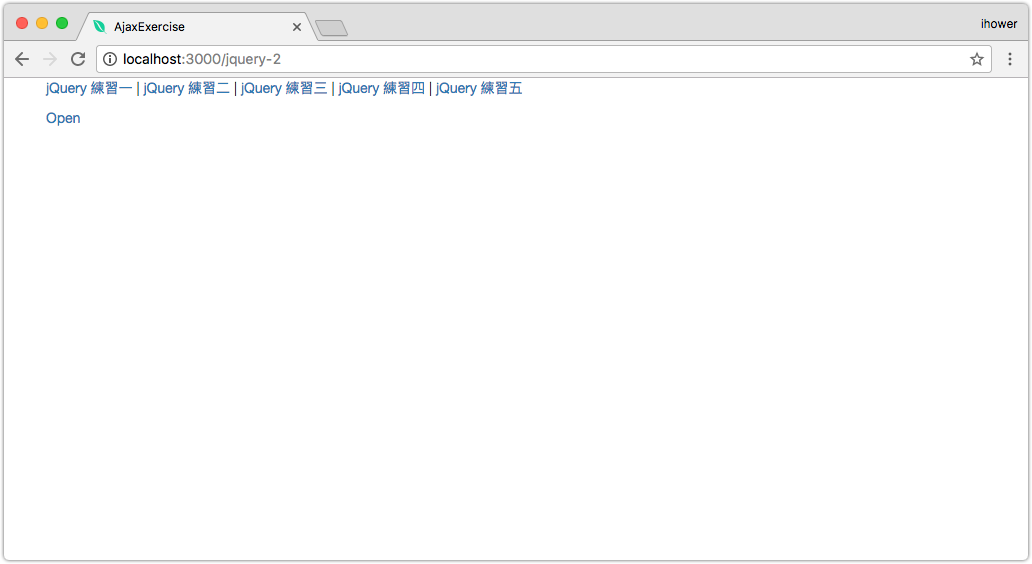 AjaxExercise
ihower
localhost:3000/jquery-2
jQuery 練習一 | jQuery 練習二 | jQuery 練習三 | jQuery 練習四 | jQuery 練習五
Open